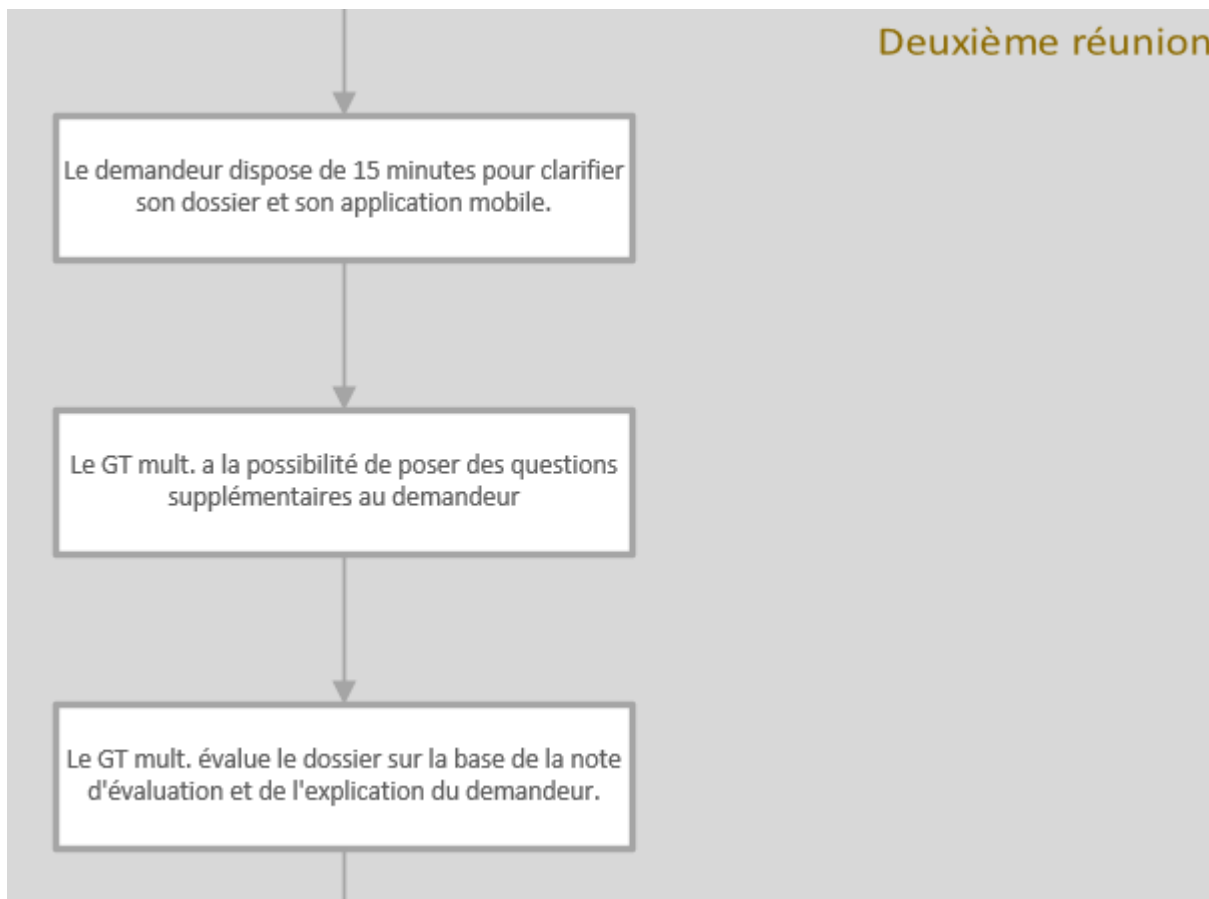 Deuxième réunion
Le demandeur dispose de 15 minutes pour clarifier
son dossier et son application mobile.
Le GT mult. a la possibilité de poser des questions
supplémentaires au demandeur
Le GT mult. évalue le dossier sur la base de la note
d'évaluation et de l'explication du demandeur.